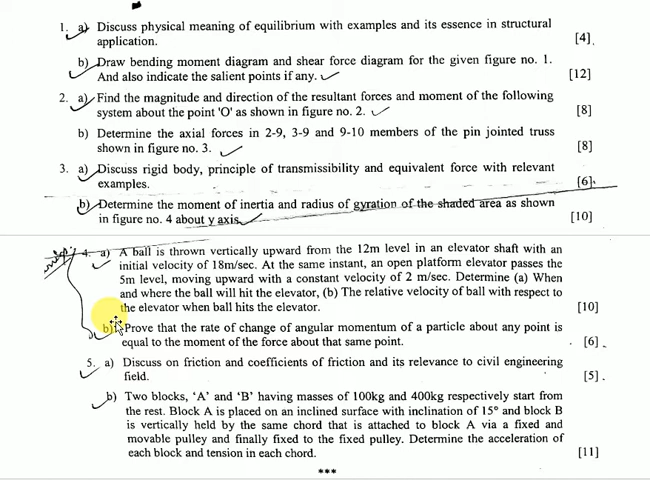 1. a) Discuss physical meaning of equilibrium with examples and its essence in structural
application. [4]
b) Draw bending moment diagram and shear force diagram for the given figure no. 1.
And also indicate the salient points if any. [12]
2. a) Find the magnitude and direction of the resultant forces and moment of the following
system about the point 'O' as shown in figure no. 2. [8]
b) Determine the axial forces in 2-9, 3-9 and 9-10 members of the pin jointed truss
shown in figure no. 3. [8]
3. a) Discuss rigid body, principle of transmissibility and equivalent force with relevant
examples. [6]
b) Determine the moment of inertia and radius of gyration of the shaded area as shown
in figure no. 4 about y axis. [10]
4. a) A ball is thrown vertically upward from the 12m level in an elevator shaft with an
initial velocity of 18m/sec. At the same instant, an open platform elevator passes the
5m level, moving upward with a constant velocity of 2 m/sec. Determine (a) When
and where the ball will hit the elevator, (b) The relative velocity of ball with respect to
the elevator when ball hits the elevator. [10]
b) Prove that the rate of change of angular momentum of a particle about any point is
equal to the moment of the force about that same point. [6]
5. a) Discuss on friction and coefficients of friction and its relevance to civil engineering
field. [5]
b) Two blocks, 'A' and 'B' having masses of 100kg and 400kg respectively start from
the rest. Block A is placed on an inclined surface with inclination of 15° and block B
is vertically held by the same chord that is attached to block A via a fixed and
movable pulley and finally fixed to the fixed pulley. Determine the acceleration of
each block and tension in each chord. [11]
***